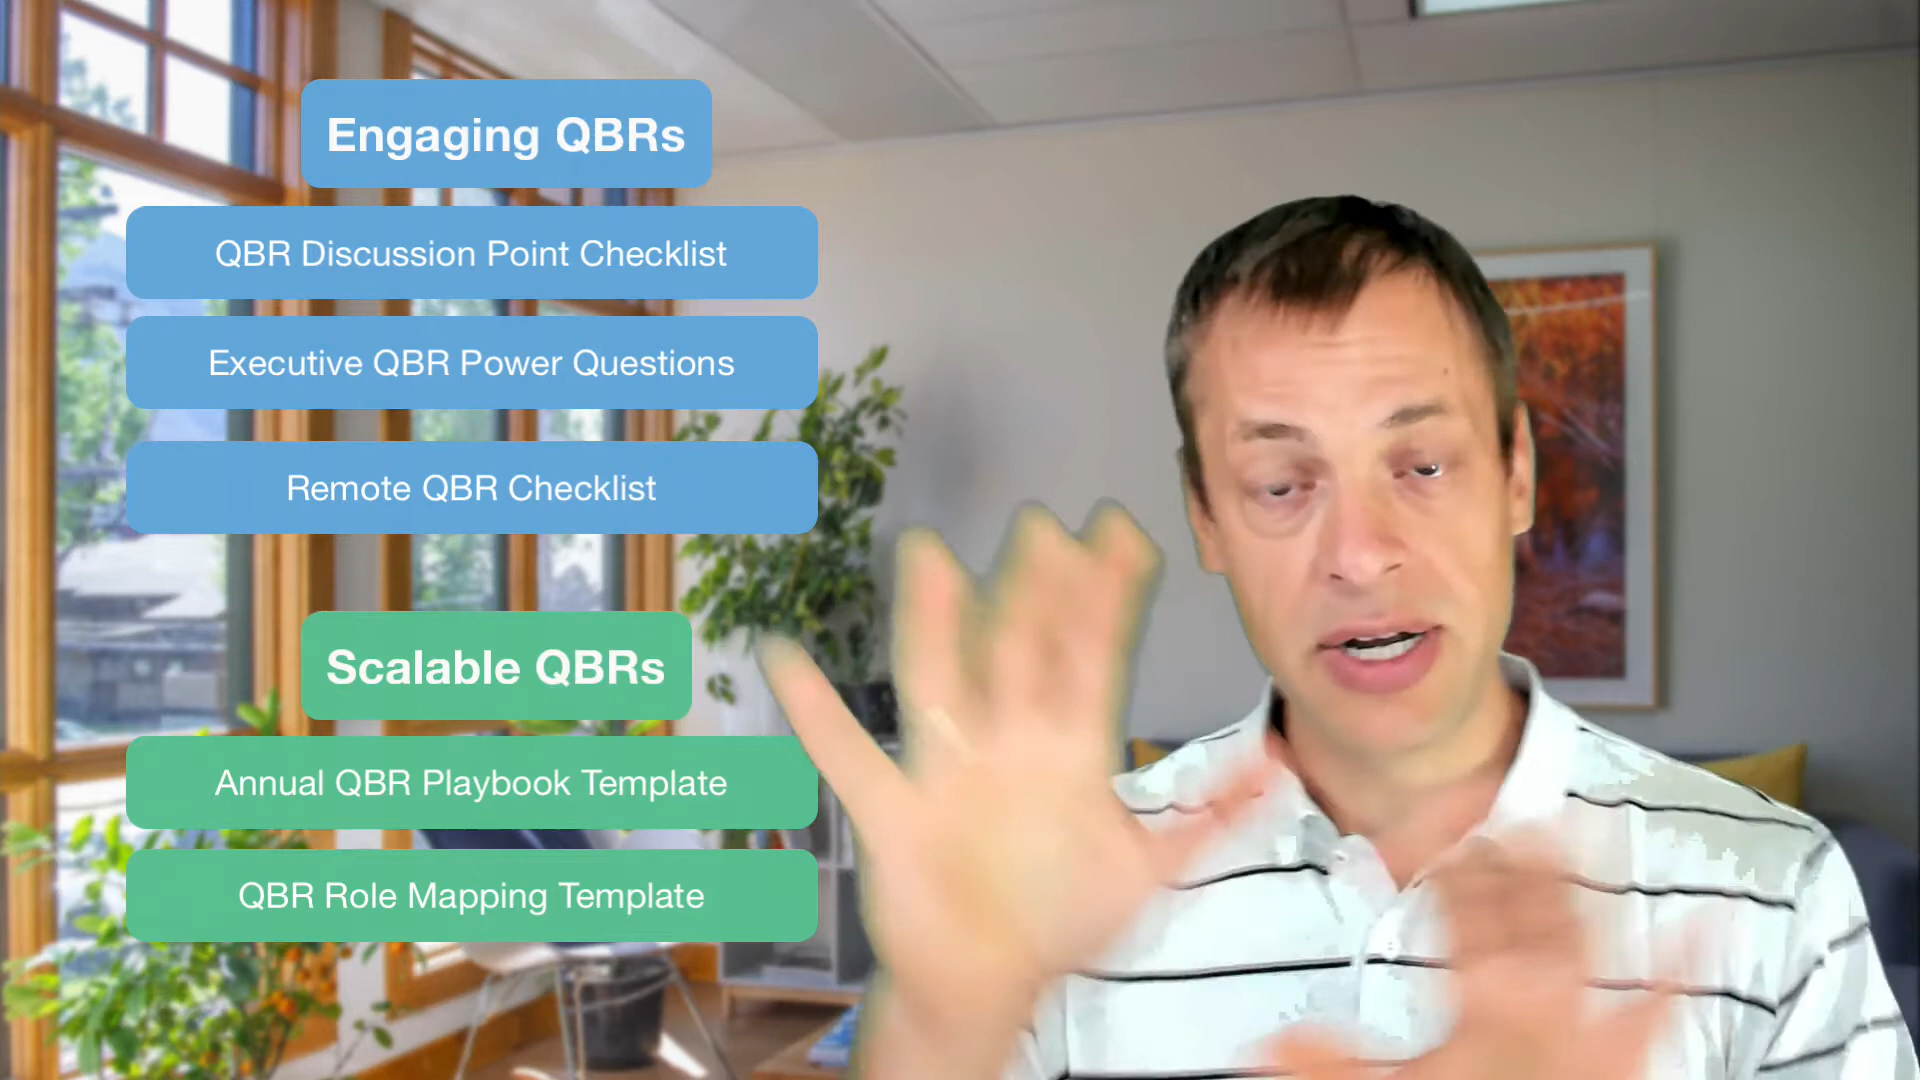 Engaging QBRs
QBR Discussion Point Checklist
Executive QBR Power Questions
Remote QBR Checklist
Scalable QBRs
Annual QBR Playbook Template
QBR Role Mapping Template